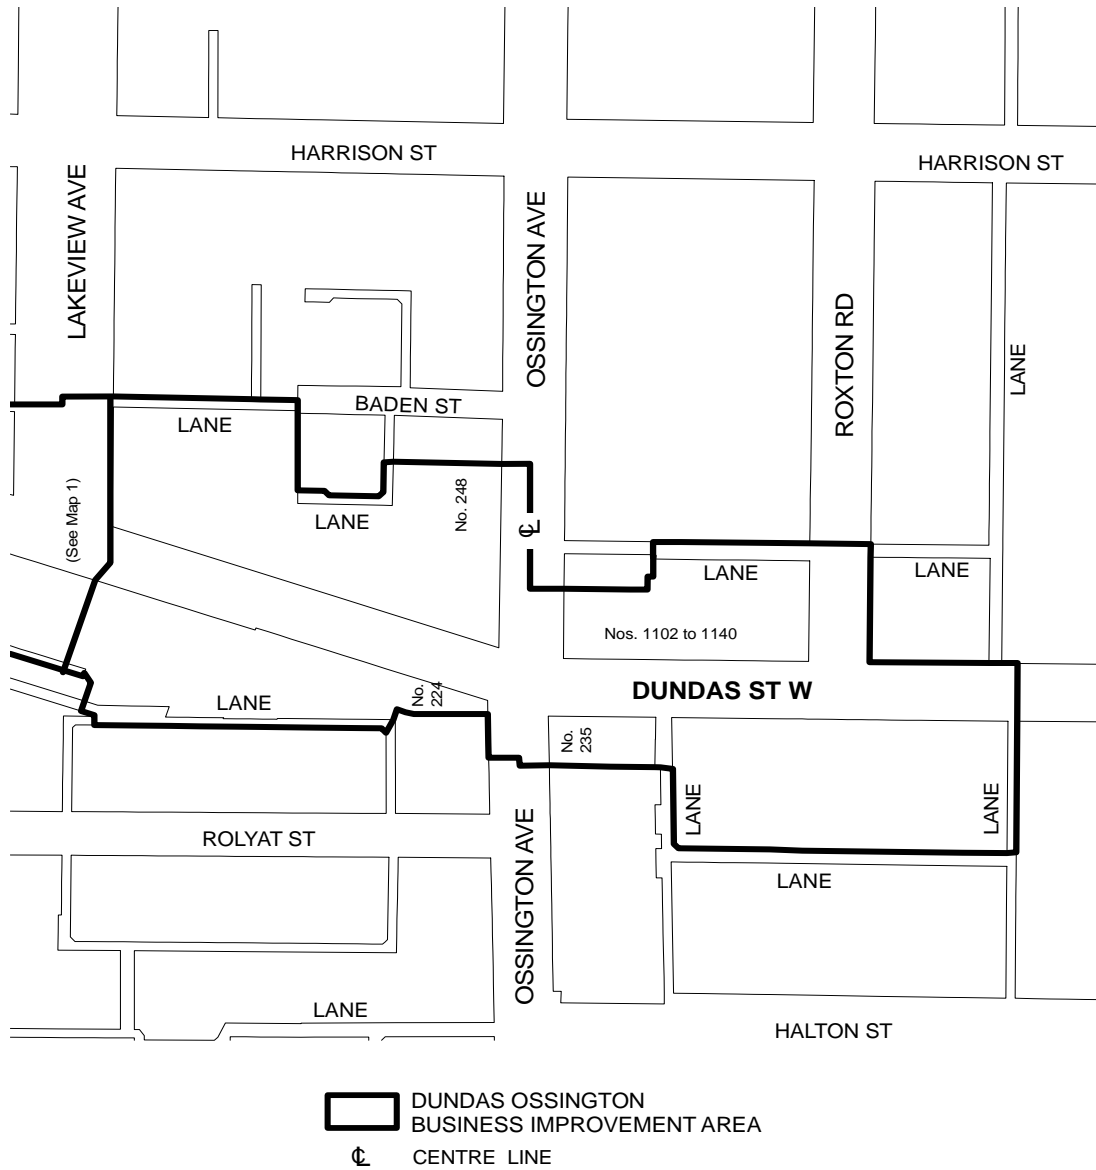 HARRISON ST
HARRISON ST
LAKEVIEW AVE
OSSINGTON AVE
ROXTON RD
LANE
BADEN ST
LANE
(See Map 1)
No. 248
LANE
℄
LANE
LANE
Nos. 1102 to 1140
DUNDAS ST W
No.
224
LANE
No.
235
LANE
LANE
ROLYAT ST
OSSINGTON AVE
LANE
LANE
HALTON ST
DUNDAS OSSINGTON
BUSINESS IMPROVEMENT AREA
℄ CENTRE LINE